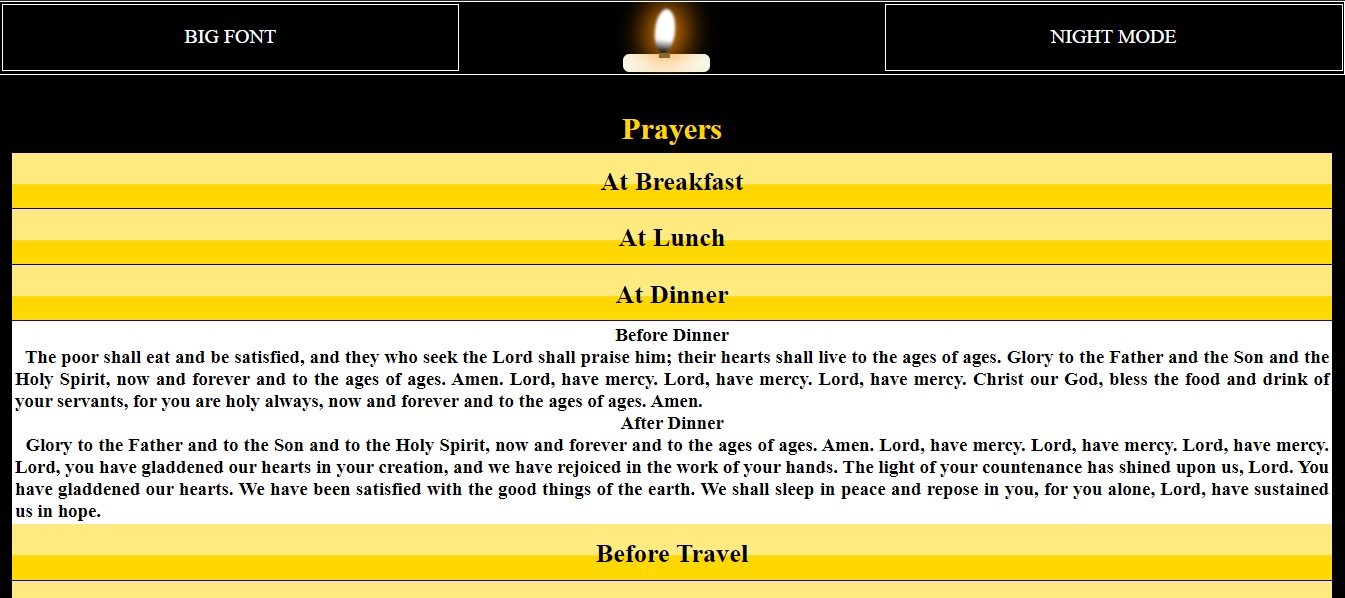 BIG FONT
NIGHT MODE
Prayers
At Breakfast
At Lunch
At Dinner
Before Dinner
The poor shall eat and be satisfied, and they who seek the Lord shall praise him; their hearts shall live to the ages of ages. Glory to the Father and the Son and the
Holy Spirit, now and forever and to the ages of ages. Amen. Lord, have mercy. Lord, have mercy. Lord, have mercy. Christ our God, bless the food and drink of
your servants, for you are holy always, now and forever and to the ages of ages. Amen.
After Dinner
Glory to the Father and to the Son and to the Holy Spirit, now and forever and to the ages of ages. Amen. Lord, have mercy. Lord, have mercy. Lord, have mercy.
Lord, you have gladdened our hearts in your creation, and we have rejoiced in the work of your hands. The light of your countenance has shined upon us, Lord. You
have gladdened our hearts. We have been satisfied with the good things of the earth. We shall sleep in peace and repose in you, for you alone, Lord, have sustained
us in hope.
Before Travel